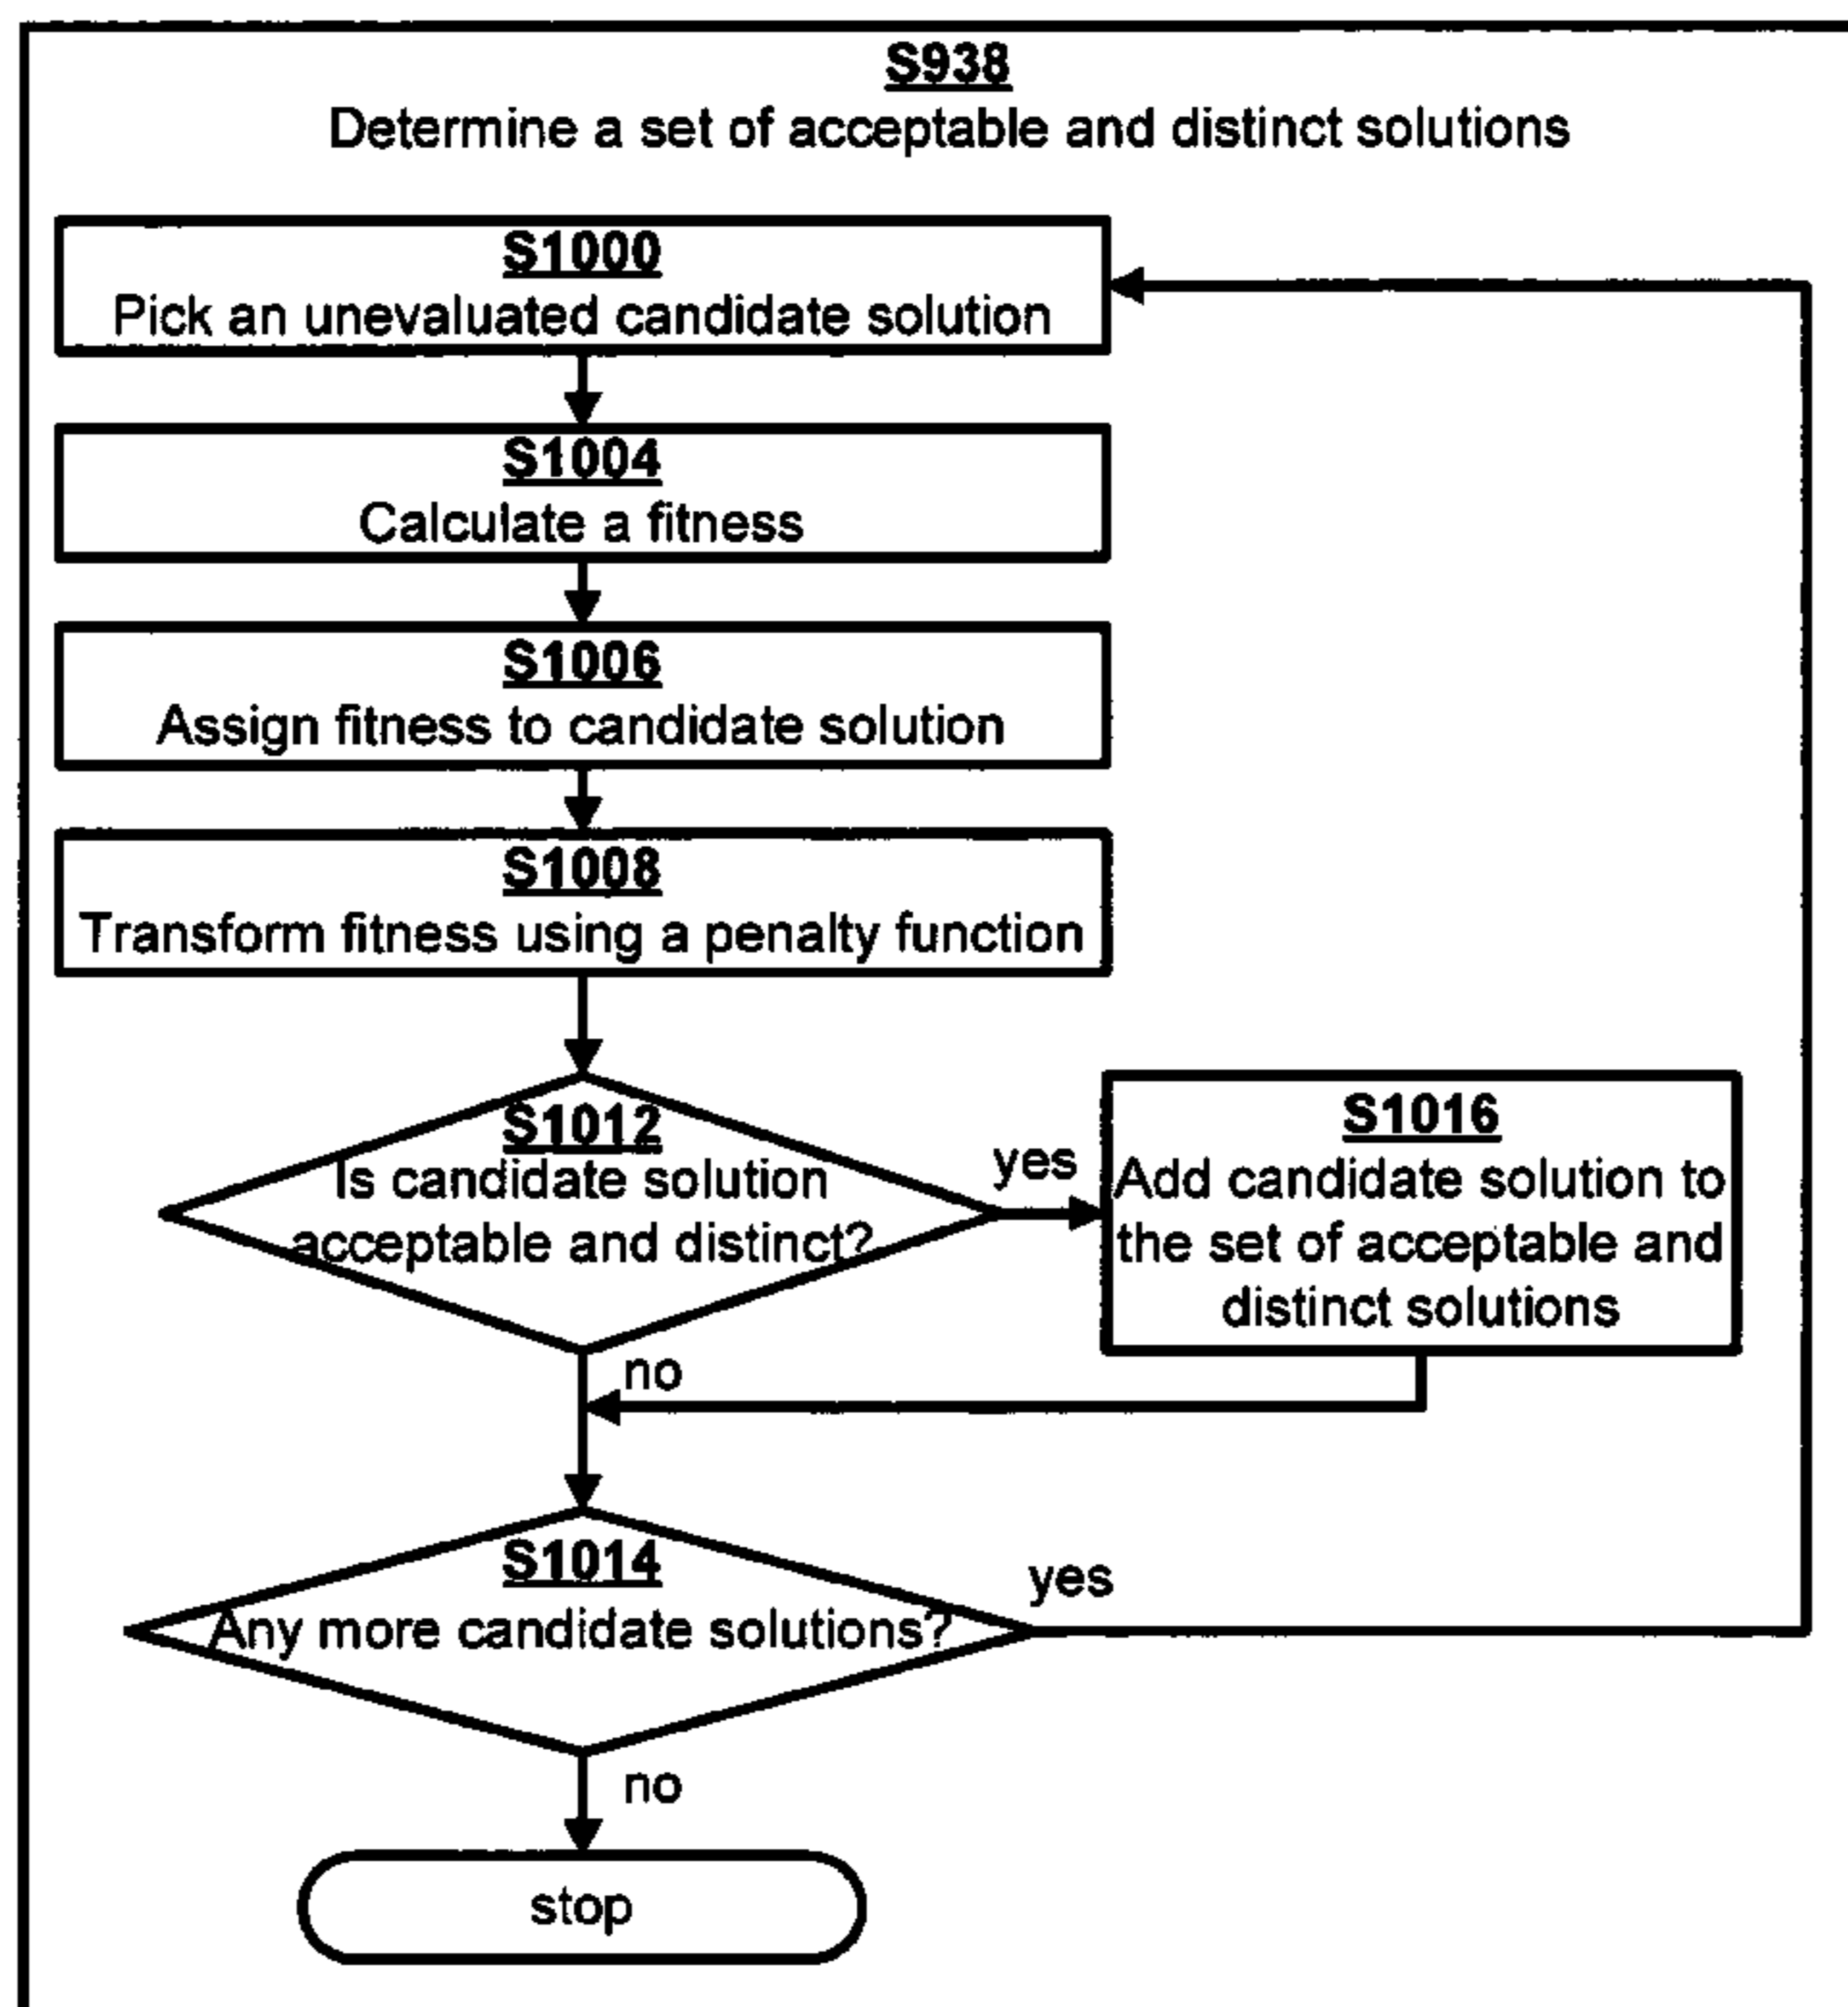 S938
Determine a set of acceptable and distinct solutions
S1000
Pick an unevaluated candidate solution
S1004
Calculate a fitness
S1006
Assign fitness to candidate solution
S1008
Transform fitness using a penalty function
S1012
Is candidate solution
acceptable and distinct?
yes
S1016
Add candidate solution to
the set of acceptable and
distinct solutions
no
S1014
Any more candidate solutions?
yes
no
stop